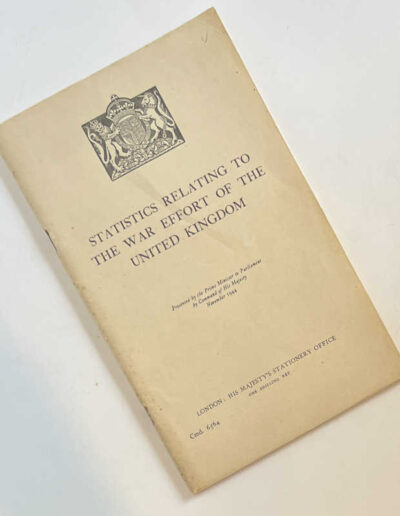 STATISTICS RELATING TO
THE WAR EFFORT OF THE
UNITED KINGDOM
Presented by the Prime Minister to Parliament
by Command of His Majesty
November 1944
LONDON: HIS MAJESTY'S STATIONERY OFFICE
ONE SHILLING NET
Cmd. 6564